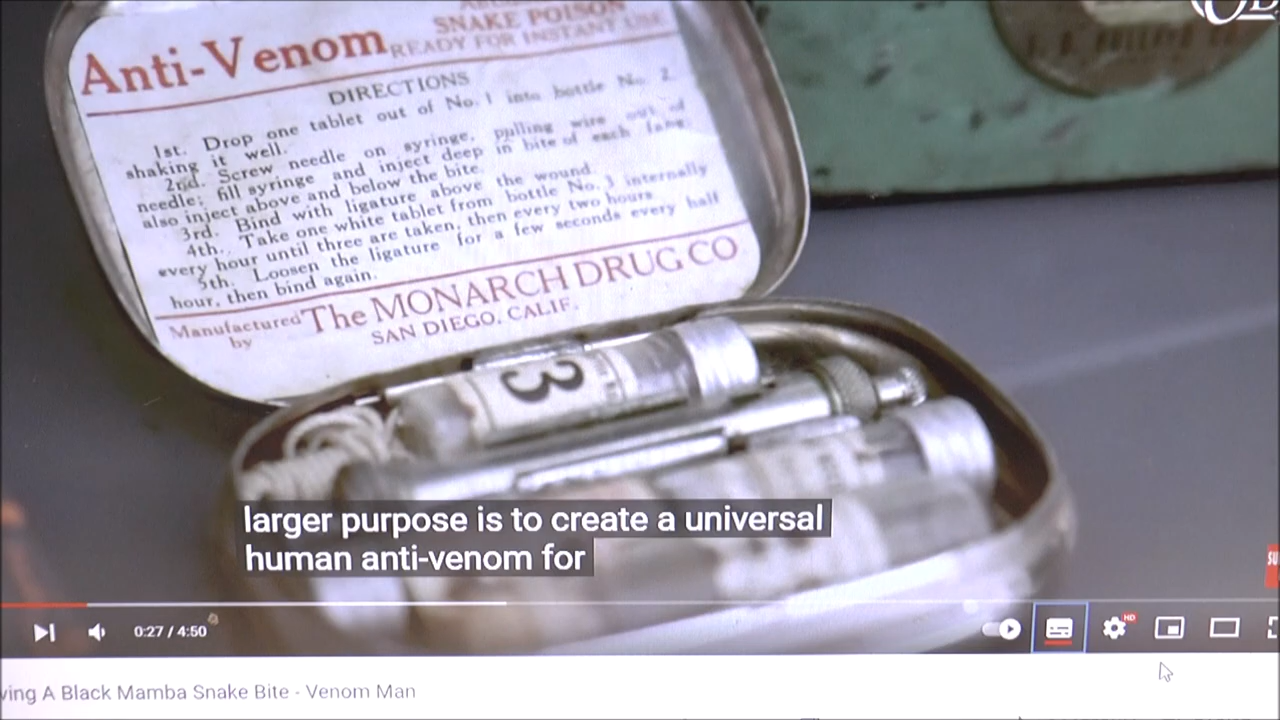 SNAKE POISON
Anti-Venom READY FOR INSTANT USE
DIRECTIONS
1st. Drop one tablet out of No. 1 into bottle No. 2
shaking it well.
2nd. Screw needle on syringe, pulling wire out of
needle; fill syringe and inject deep in bite of each fang
also inject above and below the bite.
3rd. Bind with ligature above the wound.
4th. Take one white tablet from bottle No. 3 internally
every hour until three are taken, then every two hours.
5th. Loosen the ligature for a few seconds every half
hour, then bind again.
Manufactured by The MONARCH DRUG CO
SAN DIEGO, CALIF.
3
larger purpose is to create a universal
human anti-venom for
0:27 / 4:50
HD
SU
ving A Black Mamba Snake Bite - Venom Man